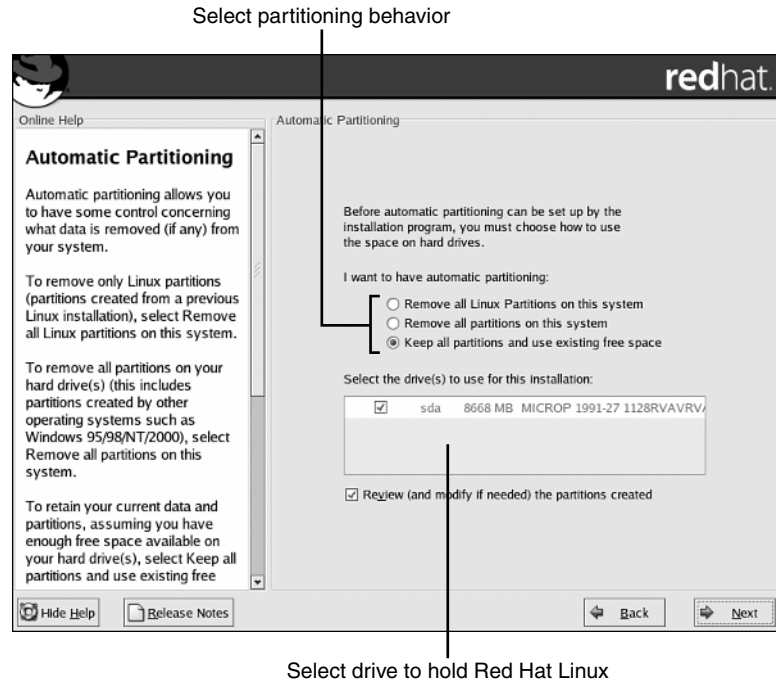 Select partitioning behavior
redhat.
Online Help
Automatic Partitioning
Automatic partitioning allows you
to have some control concerning
what data is removed (if any) from
your system.
To remove only Linux partitions
(partitions created from a previous
Linux installation), select Remove
all Linux partitions on this system.
To remove all partitions on your
hard drive(s) (this includes
partitions created by other
operating systems such as
Windows 95/98/NT/2000), select
Remove all partitions on this
system.
To retain your current data and
partitions, assuming you have
enough free space available on
your hard drive(s), select Keep all
partitions and use existing free
Automatic Partitioning
Before automatic partitioning can be set up by the
installation program, you must choose how to use
the space on hard drives.
I want to have automatic partitioning:
Remove all Linux Partitions on this system
Remove all partitions on this system
Keep all partitions and use existing free space
Select the drive(s) to use for this installation:
sda 8668 MB MICROP 1991-27 1128RVAVRV
Review (and modify if needed) the partitions created
Hide Help
Release Notes
Back
Next
Select drive to hold Red Hat Linux